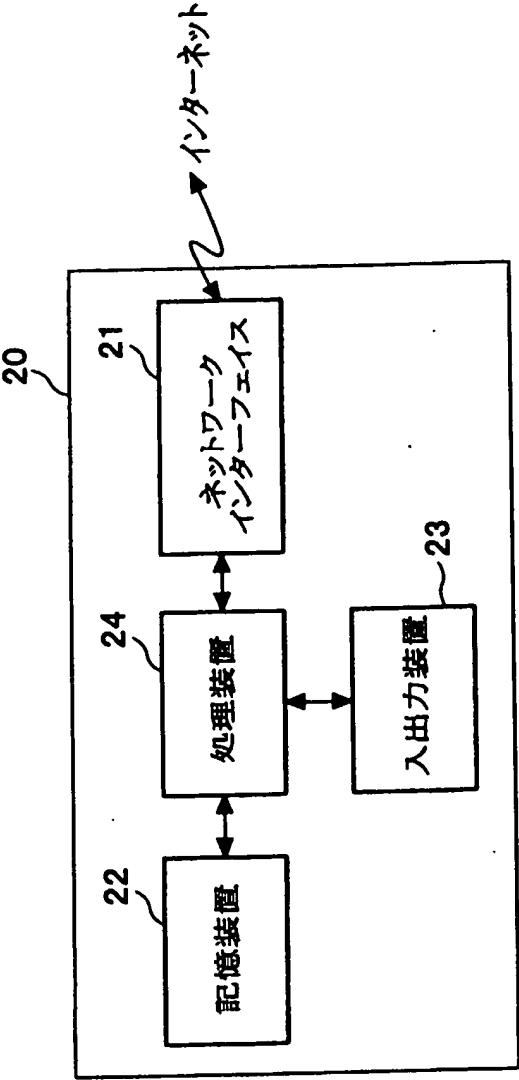 20
22
記憶装置
24
処理装置
21
ネットワーク
インターフェイス
インターネット
23
入出力装置